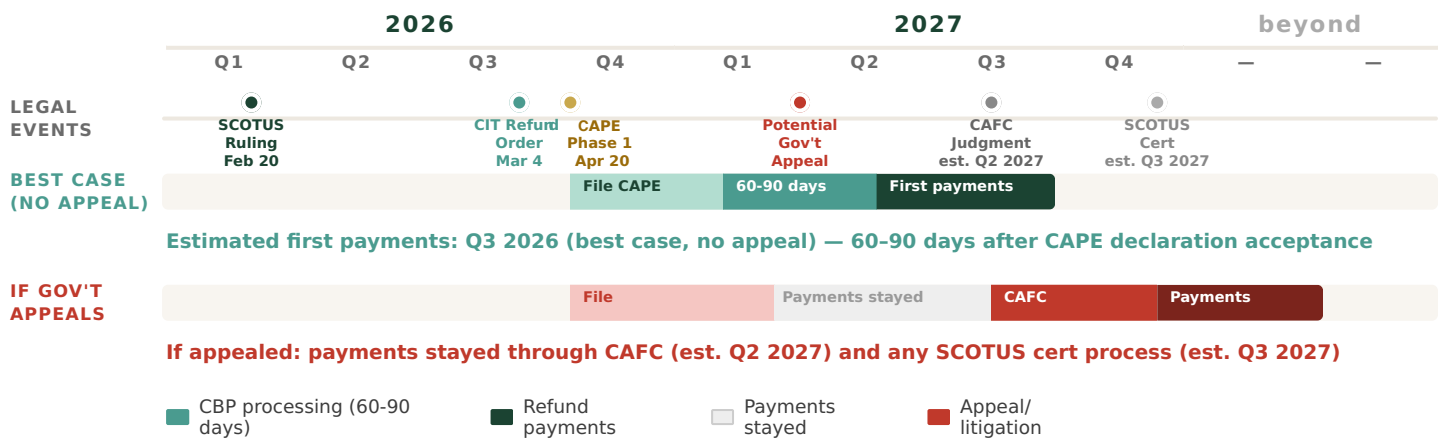 2026 2027 beyond
Q1 Q2 Q3 Q4 Q1 Q2 Q3 Q4 — —
LEGAL
EVENTS
SCOTUS
Ruling
Feb 20
CIT Refund
Order
Mar 4
CAPE
Phase 1
Apr 20
Potential
Gov't
Appeal
CAFC
Judgment
est. Q2 2027
SCOTUS
Cert
est. Q3 2027
BEST CASE
(NO APPEAL)
File CAPE 60-90 days First payments
Estimated first payments: Q3 2026 (best case, no appeal) — 60–90 days after CAPE declaration acceptance
IF GOV'T
APPEALS
File Payments stayed CAFC Payments
If appealed: payments stayed through CAFC (est. Q2 2027) and any SCOTUS cert process (est. Q3 2027)
CBP processing (60-90
days)
Refund
payments
Payments
stayed
Appeal/
litigation